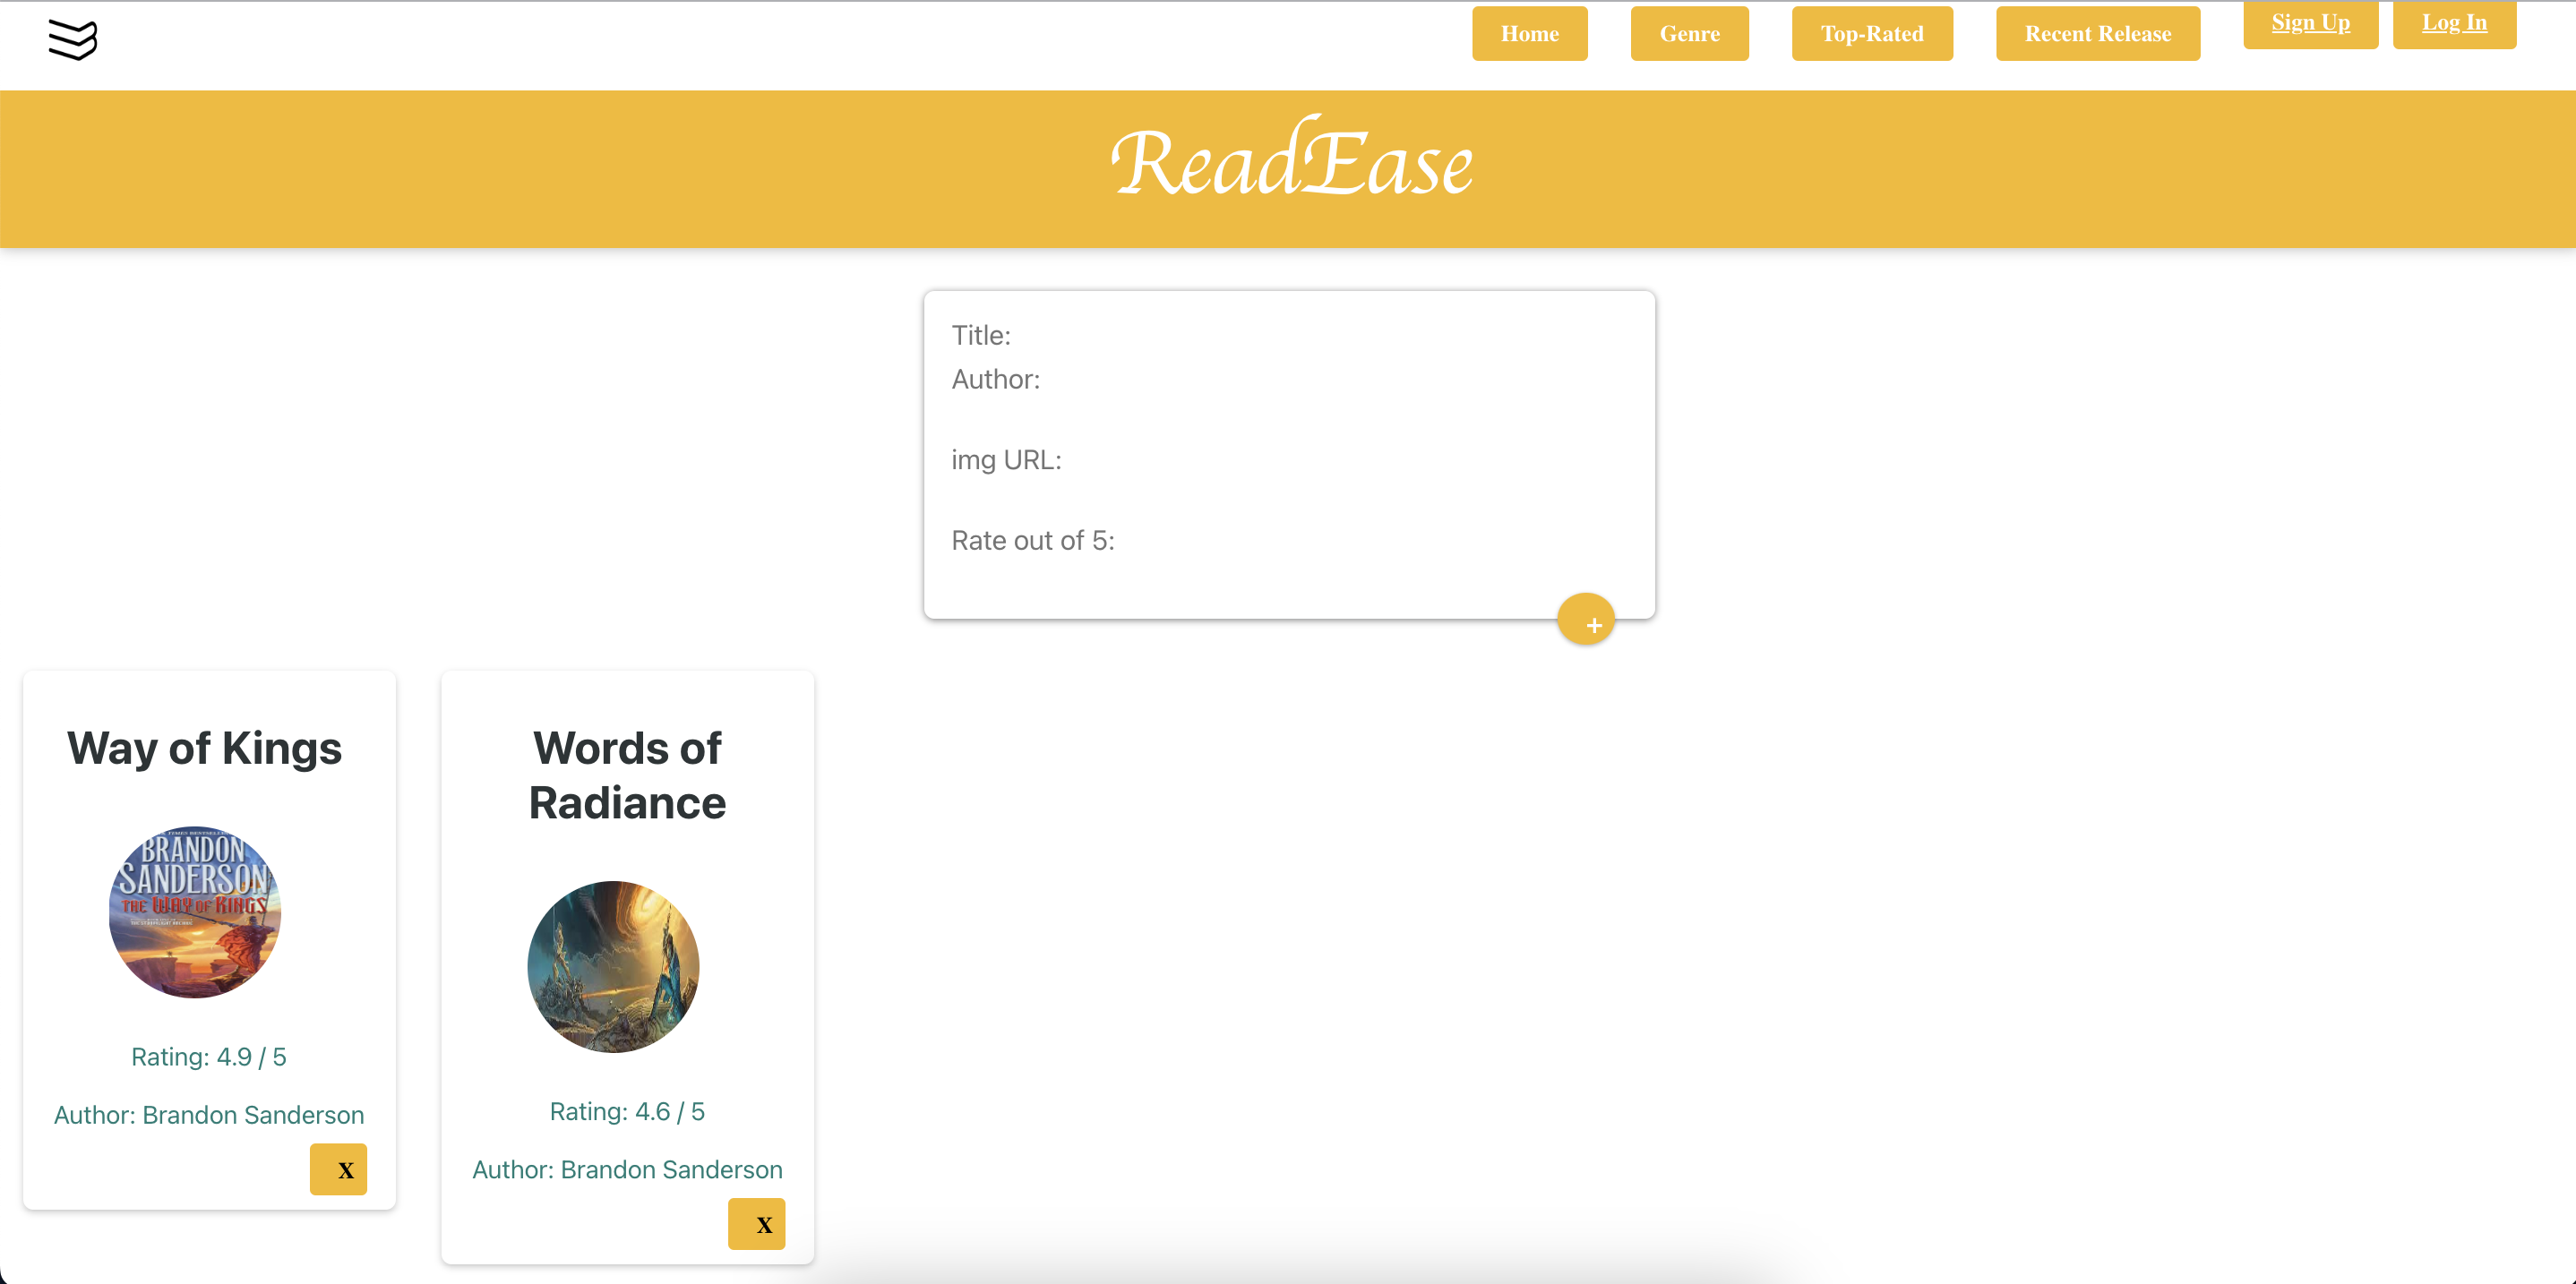 Home Genre Top-Rated Recent Release Sign Up Log In
ReadEase
Title:
Author:
img URL:
Rate out of 5:
+
Way of Kings
BRANDON
SANDERSON
THE WAY OF KINGS
Rating: 4.9 / 5
Author: Brandon Sanderson
X
Words of
Radiance
Rating: 4.6 / 5
Author: Brandon Sanderson
X